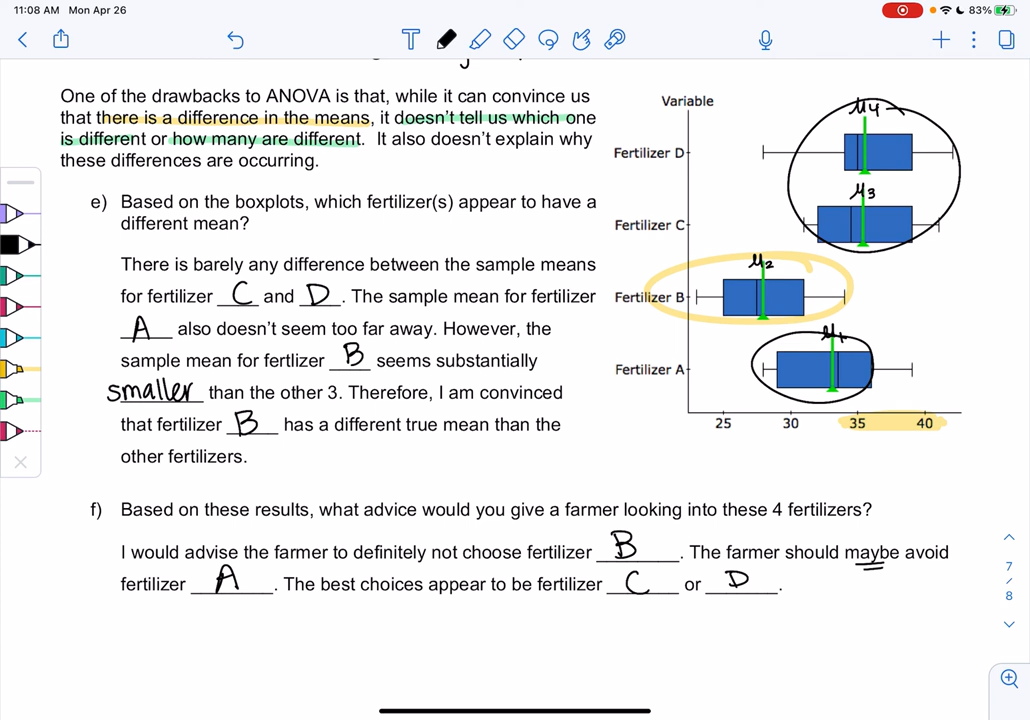 11:08 AM Mon Apr 26
83%
T
One of the drawbacks to ANOVA is that, while it can convince us
that there is a difference in the means, it doesn't tell us which one
is different or how many are different. It also doesn't explain why
these differences are occurring.
e) Based on the boxplots, which fertilizer(s) appear to have a
different mean?
There is barely any difference between the sample means
for fertilizer C and D. The sample mean for fertilizer
A also doesn't seem too far away. However, the
sample mean for fertlizer B seems substantially
smaller than the other 3. Therefore, I am convinced
that fertilizer B has a different true mean than the
other fertilizers.
Variable
μ4
Fertilizer D
μ3
Fertilizer C
μ2
Fertilizer B
μ1
Fertilizer A
25 30 35 40
f) Based on these results, what advice would you give a farmer looking into these 4 fertilizers?
I would advise the farmer to definitely not choose fertilizer B. The farmer should maybe avoid
fertilizer A. The best choices appear to be fertilizer C or D.
7
/
8